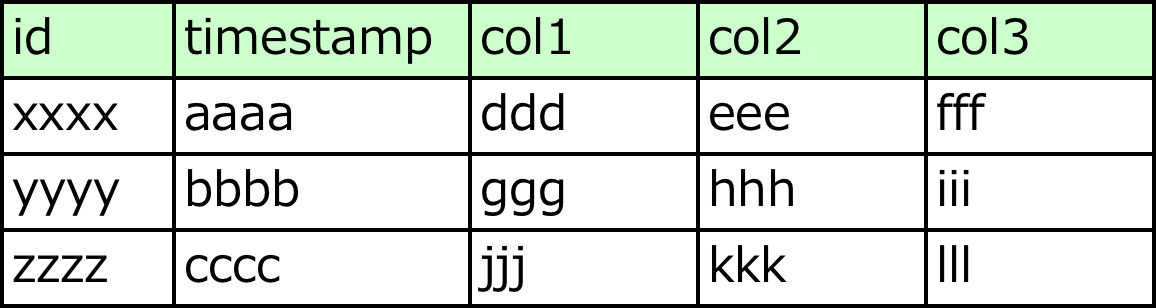 id timestamp col1 col2 col3
xxxx aaaa ddd eee fff
yyyy bbbb ggg hhh iii
zzzz cccc jjj kkk lll